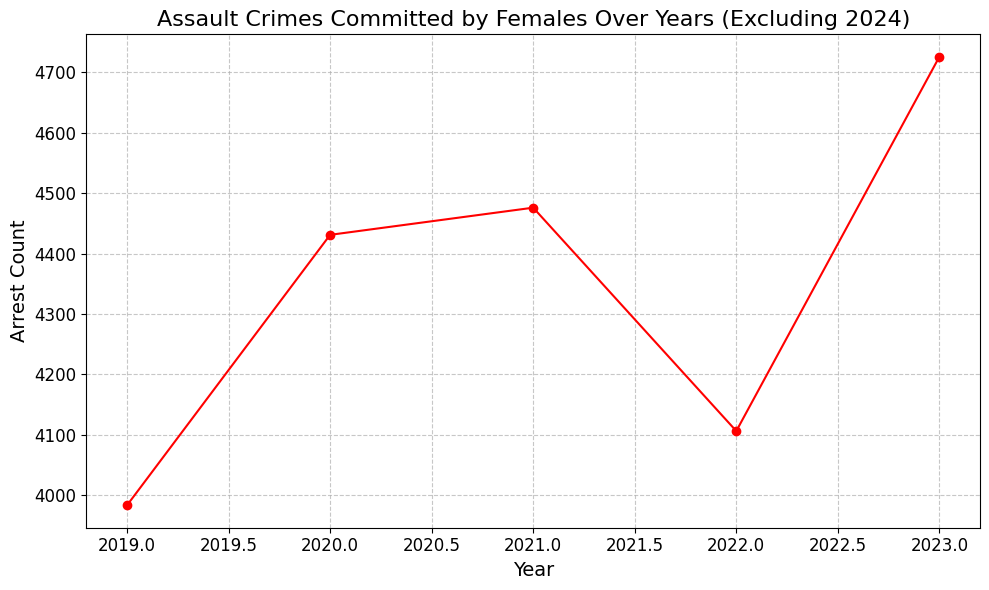 Assault Crimes Committed by Females Over Years (Excluding 2024)
Arrest Count
4700
4600
4500
4400
4300
4200
4100
4000
2019.0 2019.5 2020.0 2020.5 2021.0 2021.5 2022.0 2022.5 2023.0
Year